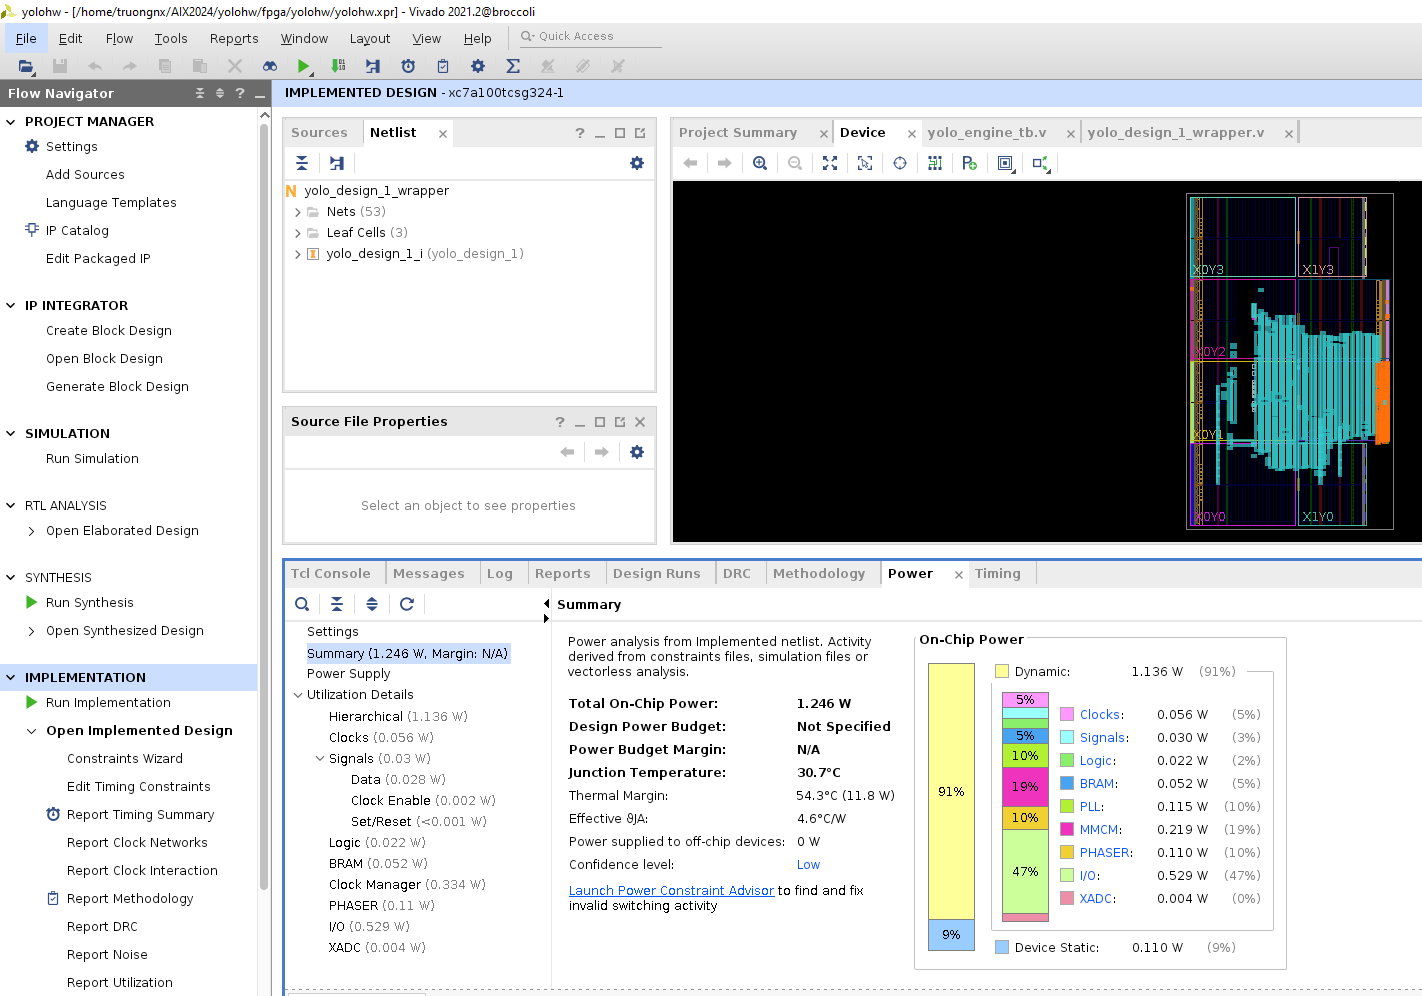 yolohw - [/home/truongnx/AIX2024/yolohw/fpga/yolohw/yolohw.xpr] - Vivado 2021.2@broccoli
File Edit Flow Tools Reports Window Layout View Help Quick Access
Flow Navigator
IMPLEMENTED DESIGN - xc7a100tcsg324-1
PROJECT MANAGER
Settings
Add Sources
Language Templates
IP Catalog
Edit Packaged IP
IP INTEGRATOR
Create Block Design
Open Block Design
Generate Block Design
SIMULATION
Run Simulation
RTL ANALYSIS
Open Elaborated Design
SYNTHESIS
Run Synthesis
Open Synthesized Design
IMPLEMENTATION
Run Implementation
Open Implemented Design
Constraints Wizard
Edit Timing Constraints
Report Timing Summary
Report Clock Networks
Report Clock Interaction
Report Methodology
Report DRC
Report Noise
Report Utilization
Sources Netlist
N yolo_design_1_wrapper
Nets (53)
Leaf Cells (3)
yolo_design_1_i (yolo_design_1)
Source File Properties
Select an object to see properties
Project Summary Device yolo_engine_tb.v yolo_design_1_wrapper.v
X0Y3 X1Y3
X0Y2
X0Y1
X0Y0 X1Y0
Tcl Console Messages Log Reports Design Runs DRC Methodology Power Timing
Settings
Summary (1.246 W, Margin: N/A)
Power Supply
Utilization Details
Hierarchical (1.136 W)
Clocks (0.056 W)
Signals (0.03 W)
Data (0.028 W)
Clock Enable (0.002 W)
Set/Reset (<0.001 W)
Logic (0.022 W)
BRAM (0.052 W)
Clock Manager (0.334 W)
PHASER (0.11 W)
I/O (0.529 W)
XADC (0.004 W)
Summary
Power analysis from Implemented netlist. Activity
derived from constraints files, simulation files or
vectorless analysis.
Total On-Chip Power: 1.246 W
Design Power Budget: Not Specified
Power Budget Margin: N/A
Junction Temperature: 30.7°C
Thermal Margin: 54.3°C (11.8 W)
Effective ϑJA: 4.6°C/W
Power supplied to off-chip devices: 0 W
Confidence level: Low
Launch Power Constraint Advisor to find and fix
invalid switching activity
On-Chip Power
91%
9%
Dynamic: 1.136 W (91%)
5%
5%
10%
19%
10%
47%
Clocks: 0.056 W (5%)
Signals: 0.030 W (3%)
Logic: 0.022 W (2%)
BRAM: 0.052 W (5%)
PLL: 0.115 W (10%)
MMCM: 0.219 W (19%)
PHASER: 0.110 W (10%)
I/O: 0.529 W (47%)
XADC: 0.004 W (0%)
Device Static: 0.110 W (9%)